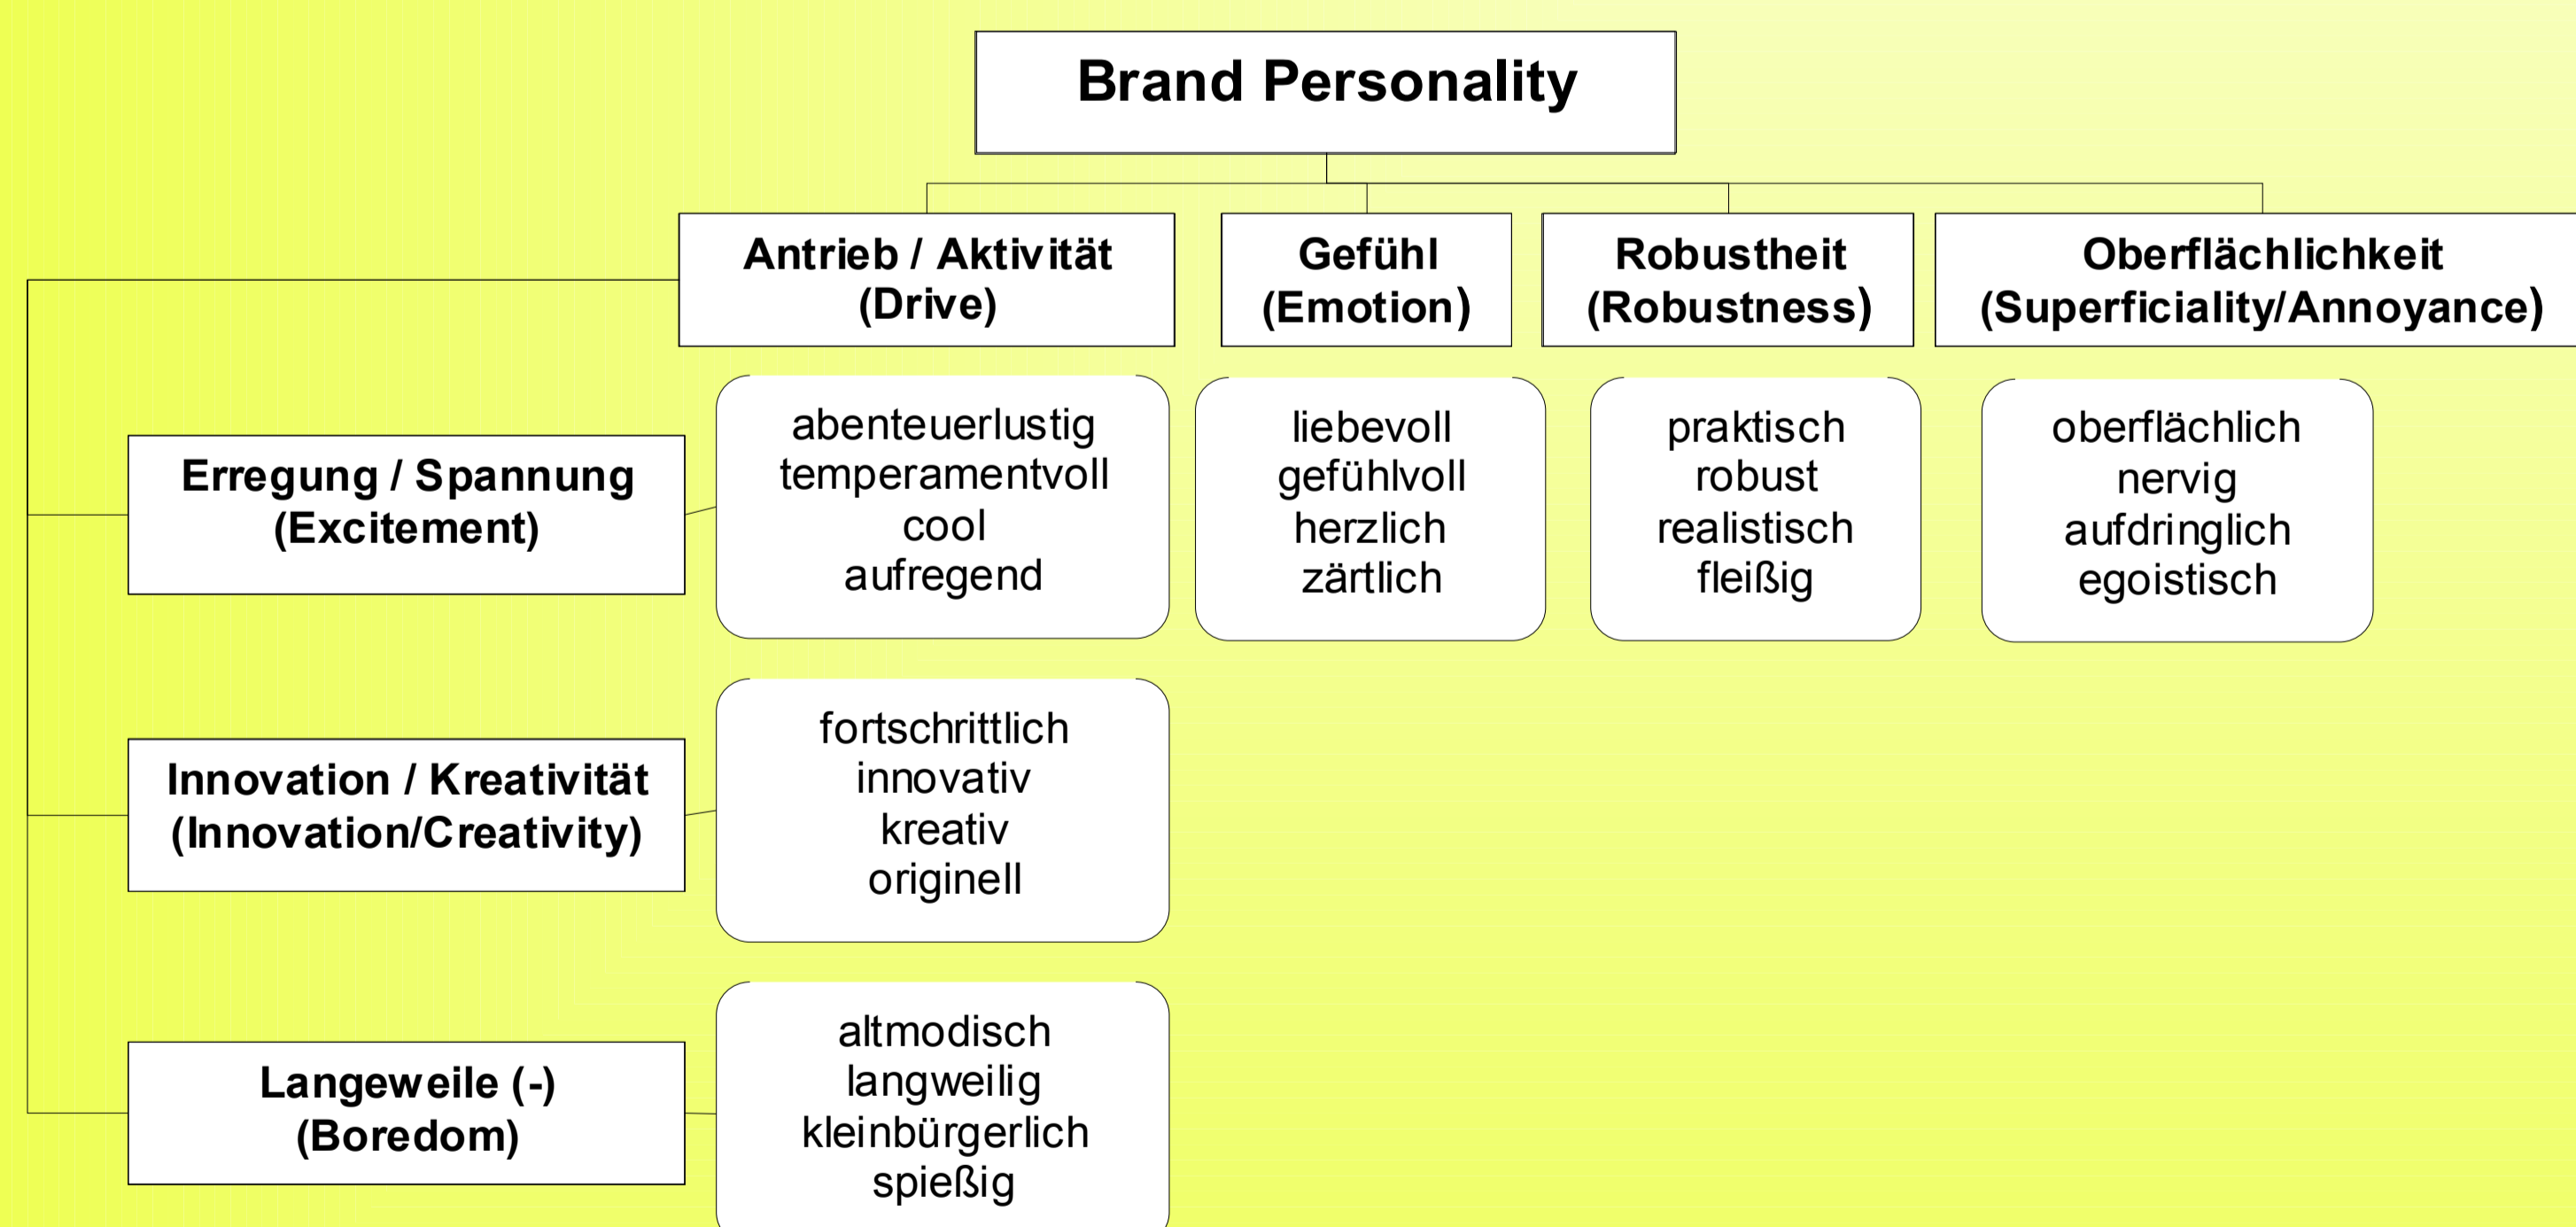 Brand Personality
Antrieb / Aktivität
(Drive)
Gefühl
(Emotion)
Robustheit
(Robustness)
Oberflächlichkeit
(Superficiality/Annoyance)
Erregung / Spannung
(Excitement)
abenteuerlustig
temperamentvoll
cool
aufregend
liebevoll
gefühlvoll
herzlich
zärtlich
praktisch
robust
realistisch
fleißig
oberflächlich
nervig
aufdringlich
egoistisch
Innovation / Kreativität
(Innovation/Creativity)
fortschrittlich
innovativ
kreativ
originell
Langeweile (-)
(Boredom)
altmodisch
langweilig
kleinbürgerlich
spießig